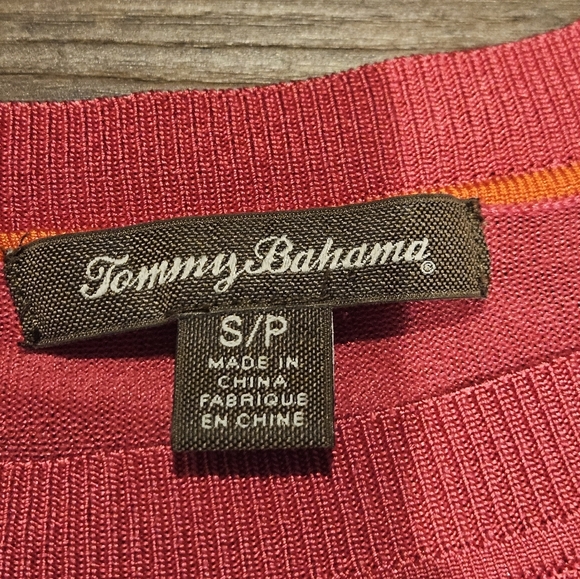 Tommy Bahama®
S/P
MADE IN
CHINA
FABRIQUE
EN CHINE